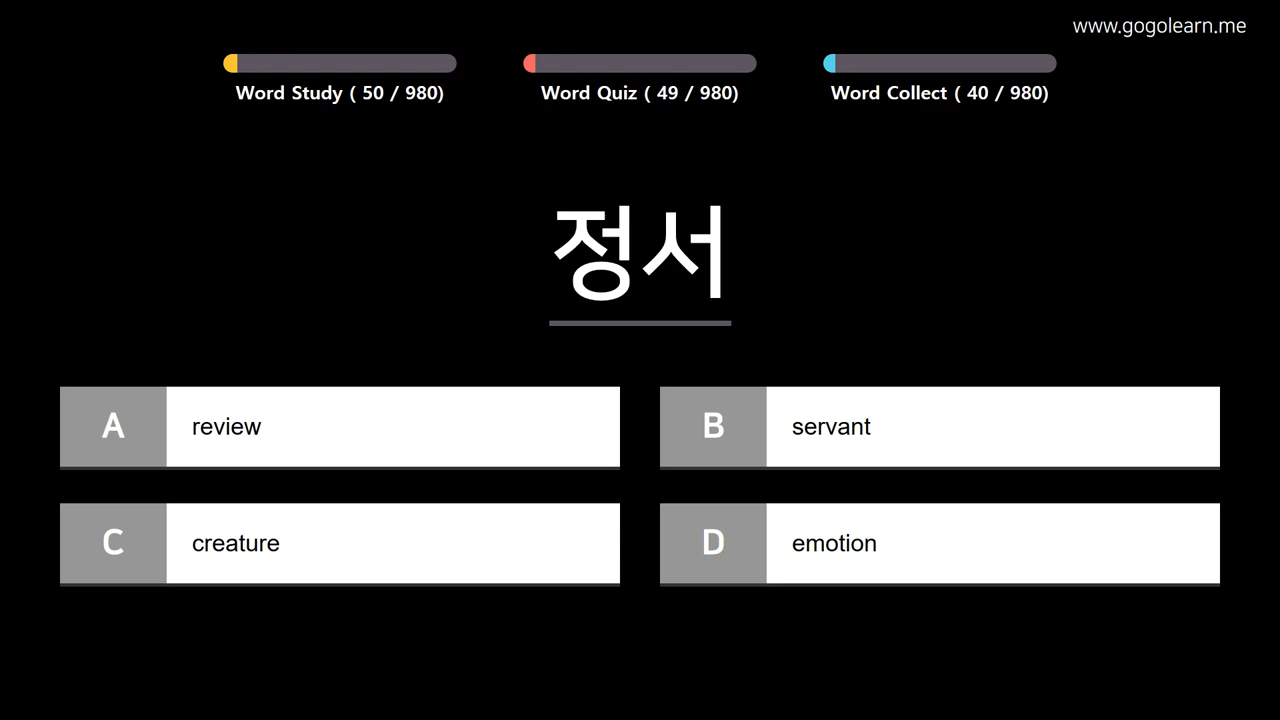 www.gogolearn.me
Word Study ( 50 / 980)
Word Quiz ( 49 / 980)
Word Collect ( 40 / 980)
정서
A
review
B
servant
C
creature
D
emotion